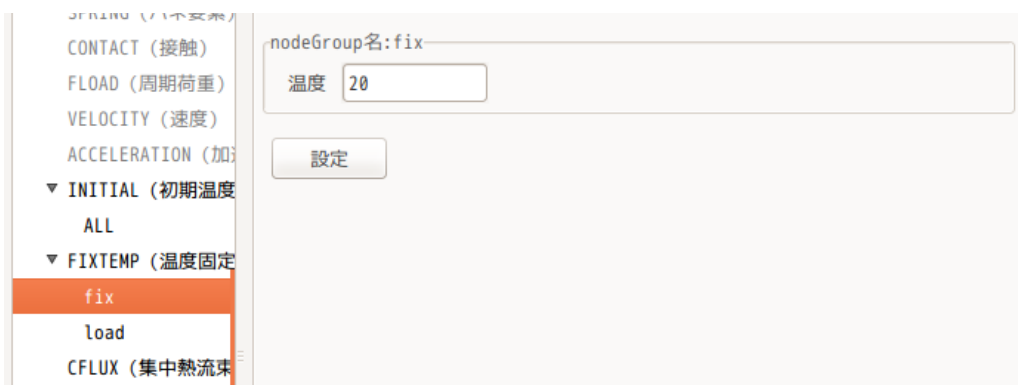 CONTACT (接触)
FLOAD (周期荷重)
VELOCITY (速度)
ACCELERATION (加
▼ INITIAL (初期温度
ALL
▼ FIXTEMP (温度固定
fix
load
CFLUX (集中熱流束
nodeGroup名:fix
温度 20
設定